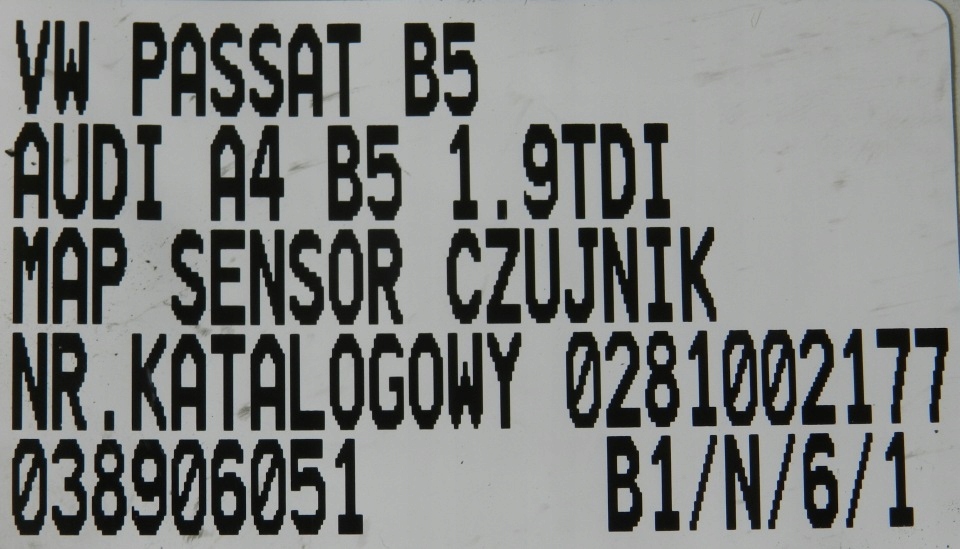 VW PASSAT B5
AUDI A4 B5 1.9TDI
MAP SENSOR CZUJNIK
NR.KATALOGOWY 0281002177
038906051 B1/N/6/1